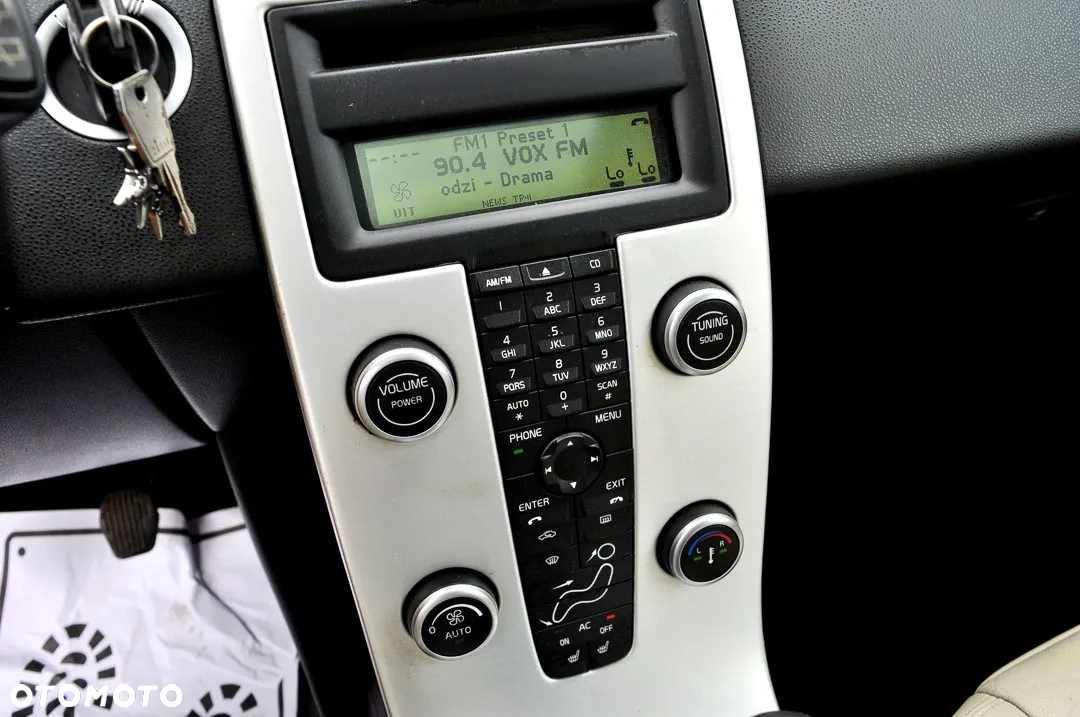 FM1 Preset 1
--:--
90.4 VOX FM
odzi - Drama
Lo Lo
UIT
NEWS TP
AM/FM
CD
1
2 ABC
3 DEF
4 GHI
5 JKL
6 MNO
7 PQRS
8 TUV
9 WXYZ
AUTO *
0 +
SCAN #
PHONE
MENU
ENTER
EXIT
VOLUME
POWER
TUNING
SOUND
L R
0
AUTO
AC
ON OFF
OTOMOTO